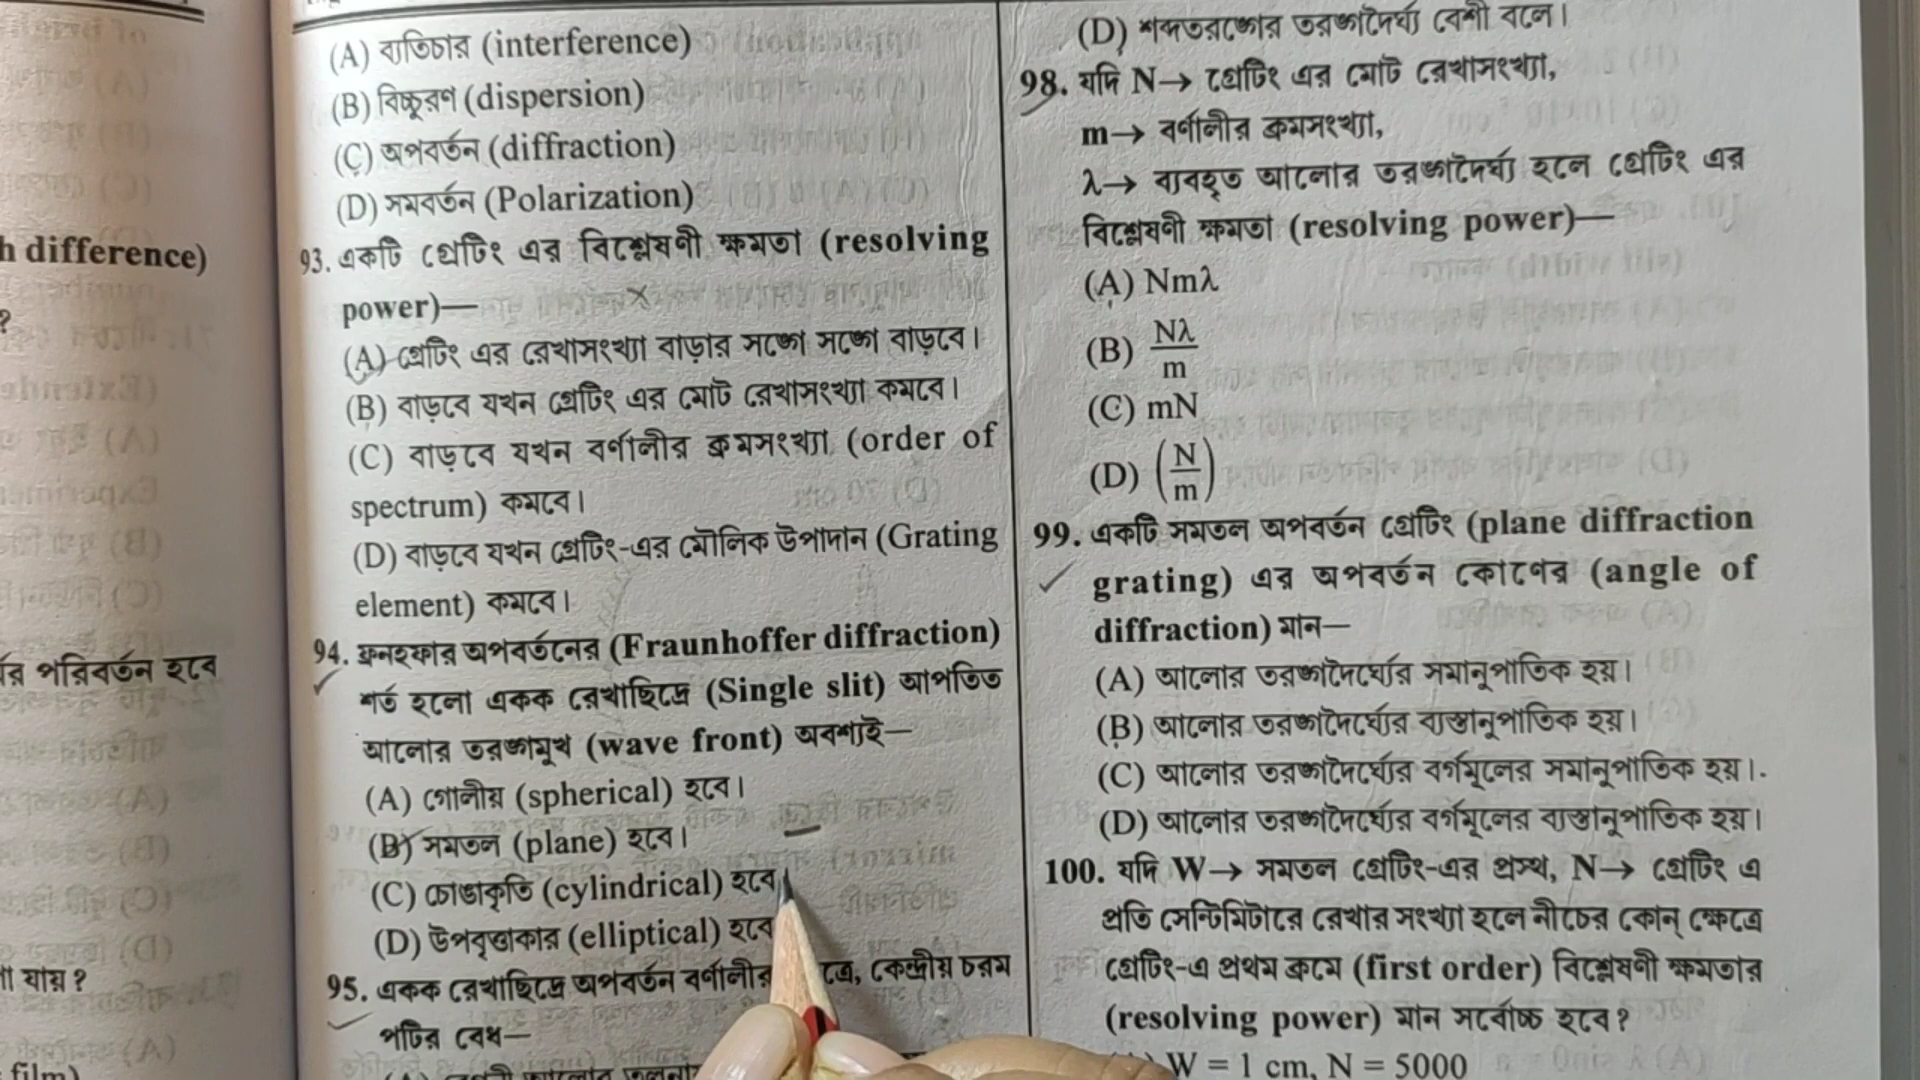 h difference)
?
র পরিবর্তন হবে
যায়?
film)
(A) ব্যতিচার (interference)
(B) বিচ্ছুরণ (dispersion)
(C) অপবর্তন (diffraction)
(D) সমবর্তন (Polarization)
93. একটি গ্রেটিং এর বিশ্লেষণী ক্ষমতা (resolving
power)—
(A) গ্রেটিং এর রেখাসংখ্যা বাড়ার সঙ্গে সঙ্গে বাড়বে।
(B) বাড়বে যখন গ্রেটিং এর মোট রেখাসংখ্যা কমবে।
(C) বাড়বে যখন বর্ণালীর ক্রমসংখ্যা (order of
spectrum) কমবে।
(D) বাড়বে যখন গ্রেটিং-এর মৌলিক উপাদান (Grating
element) কমবে।
94. ফ্রনহফার অপবর্তনের (Fraunhoffer diffraction)
শর্ত হলো একক রেখাছিদ্রে (Single slit) আপতিত
আলোর তরঙ্গমুখ (wave front) অবশ্যই—
(A) গোলীয় (spherical) হবে।
(B) সমতল (plane) হবে।
(C) চোঙাকৃতি (cylindrical) হবে।
(D) উপবৃত্তাকার (elliptical) হবে
95. একক রেখাছিদ্রে অপবর্তন বর্ণালীর ত্রে, কেন্দ্রীয় চরম
পটির বেধ—
(D) শব্দতরঙ্গের তরঙ্গদৈর্ঘ্য বেশী বলে।
98. যদি N→ গ্রেটিং এর মোট রেখাসংখ্যা,
m→ বর্ণালীর ক্রমসংখ্যা,
λ→ ব্যবহৃত আলোর তরঙ্গদৈর্ঘ্য হলে গ্রেটিং এর
বিশ্লেষণী ক্ষমতা (resolving power)—
(A) Nmλ
(B) Nλ/m
(C) mN
(D) (N/m)
99. একটি সমতল অপবর্তন গ্রেটিং (plane diffraction
grating) এর অপবর্তন কোণের (angle of
diffraction) মান—
(A) আলোর তরঙ্গদৈর্ঘ্যের সমানুপাতিক হয়।
(B) আলোর তরঙ্গদৈর্ঘ্যের ব্যস্তানুপাতিক হয়।
(C) আলোর তরঙ্গদৈর্ঘ্যের বর্গমূলের সমানুপাতিক হয়।
(D) আলোর তরঙ্গদৈর্ঘ্যের বর্গমূলের ব্যস্তানুপাতিক হয়।
100. যদি W→ সমতল গ্রেটিং-এর প্রস্থ, N→ গ্রেটিং এ
প্রতি সেন্টিমিটারে রেখার সংখ্যা হলে নীচের কোন্ ক্ষেত্রে
গ্রেটিং-এ প্রথম ক্রমে (first order) বিশ্লেষণী ক্ষমতার
(resolving power) মান সর্বোচ্চ হবে?
W = 1 cm, N = 5000